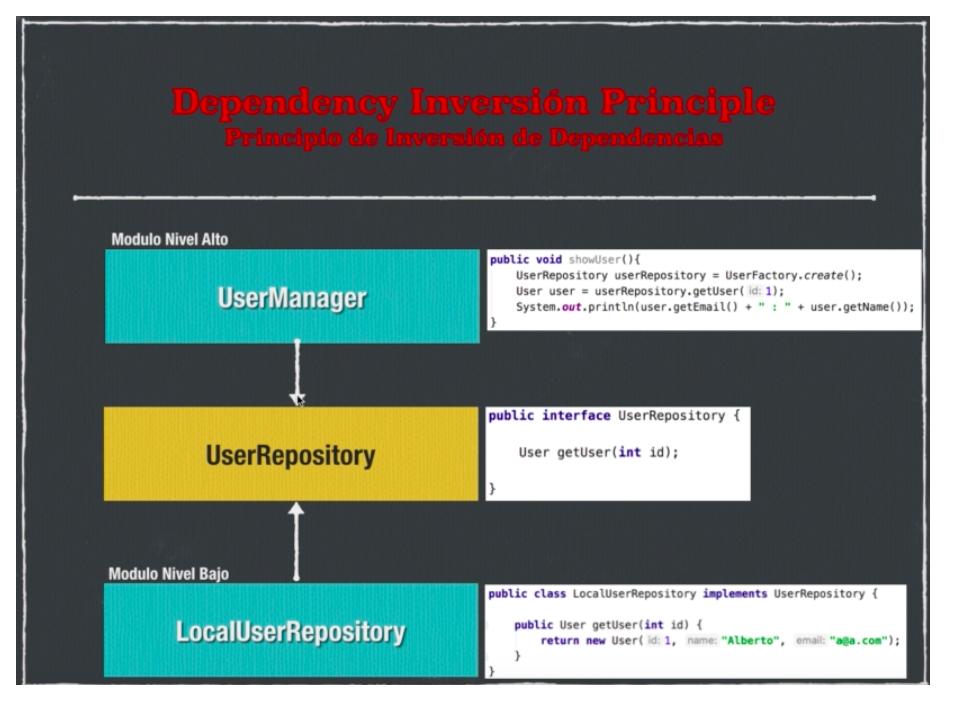 Dependency Inversión Principle
Principio de Inversión de Dependencias
Modulo Nivel Alto
UserManager
public void showUser(){
UserRepository userRepository = UserFactory.create();
User user = userRepository.getUser( id: 1);
System.out.println(user.getEmail() + " : " + user.getName());
}
UserRepository
public interface UserRepository {
User getUser(int id);
}
Modulo Nivel Bajo
LocalUserRepository
public class LocalUserRepository implements UserRepository {
public User getUser(int id) {
return new User( id: 1, name: "Alberto", email: "a@a.com");
}
}